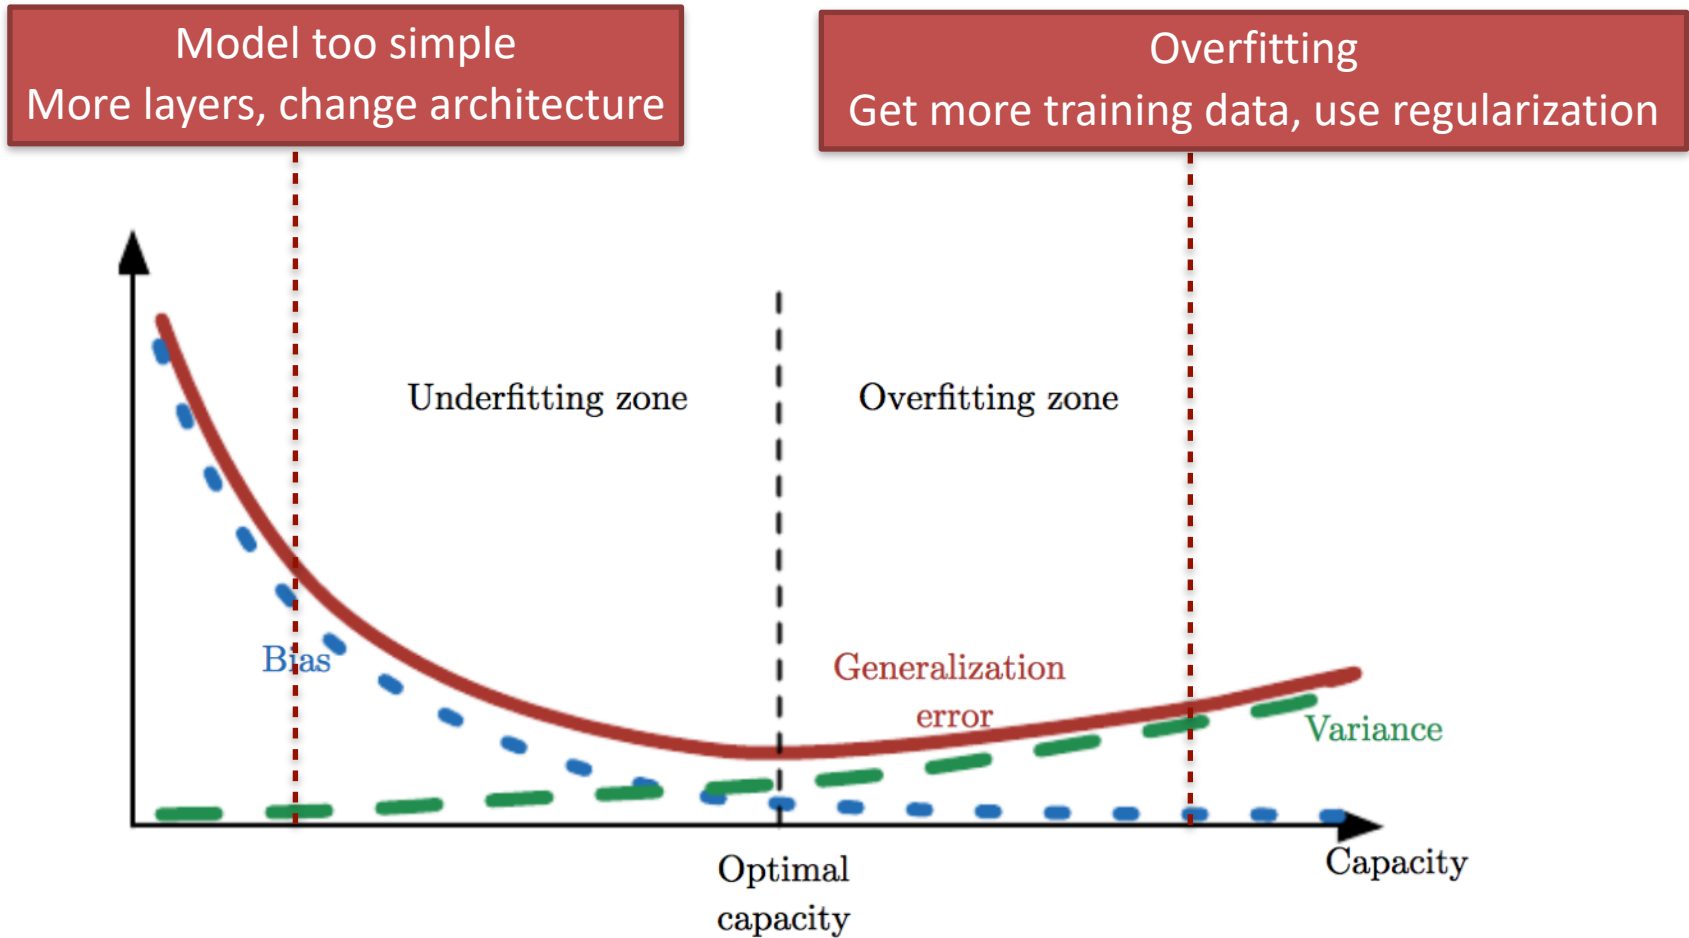 Model too simple
More layers, change architecture
Overfitting
Get more training data, use regularization
Underfitting zone
Overfitting zone
Bias
Generalization
error
Variance
Optimal
capacity
Capacity